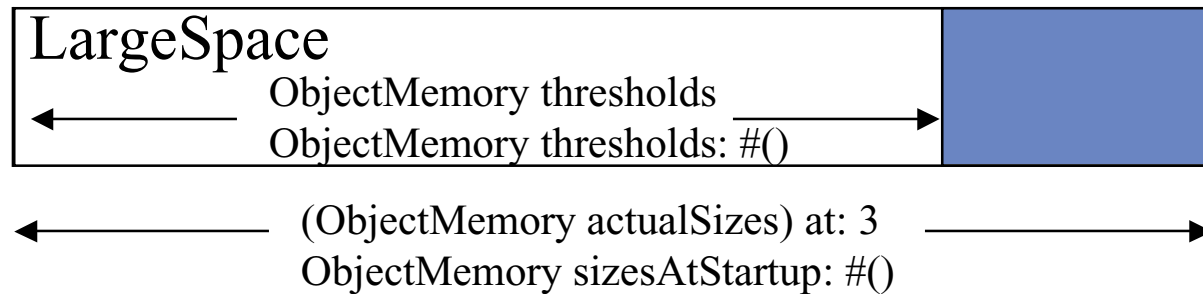 LargeSpace
ObjectMemory thresholds
ObjectMemory thresholds: #()
(ObjectMemory actualSizes) at: 3
ObjectMemory sizesAtStartup: #()